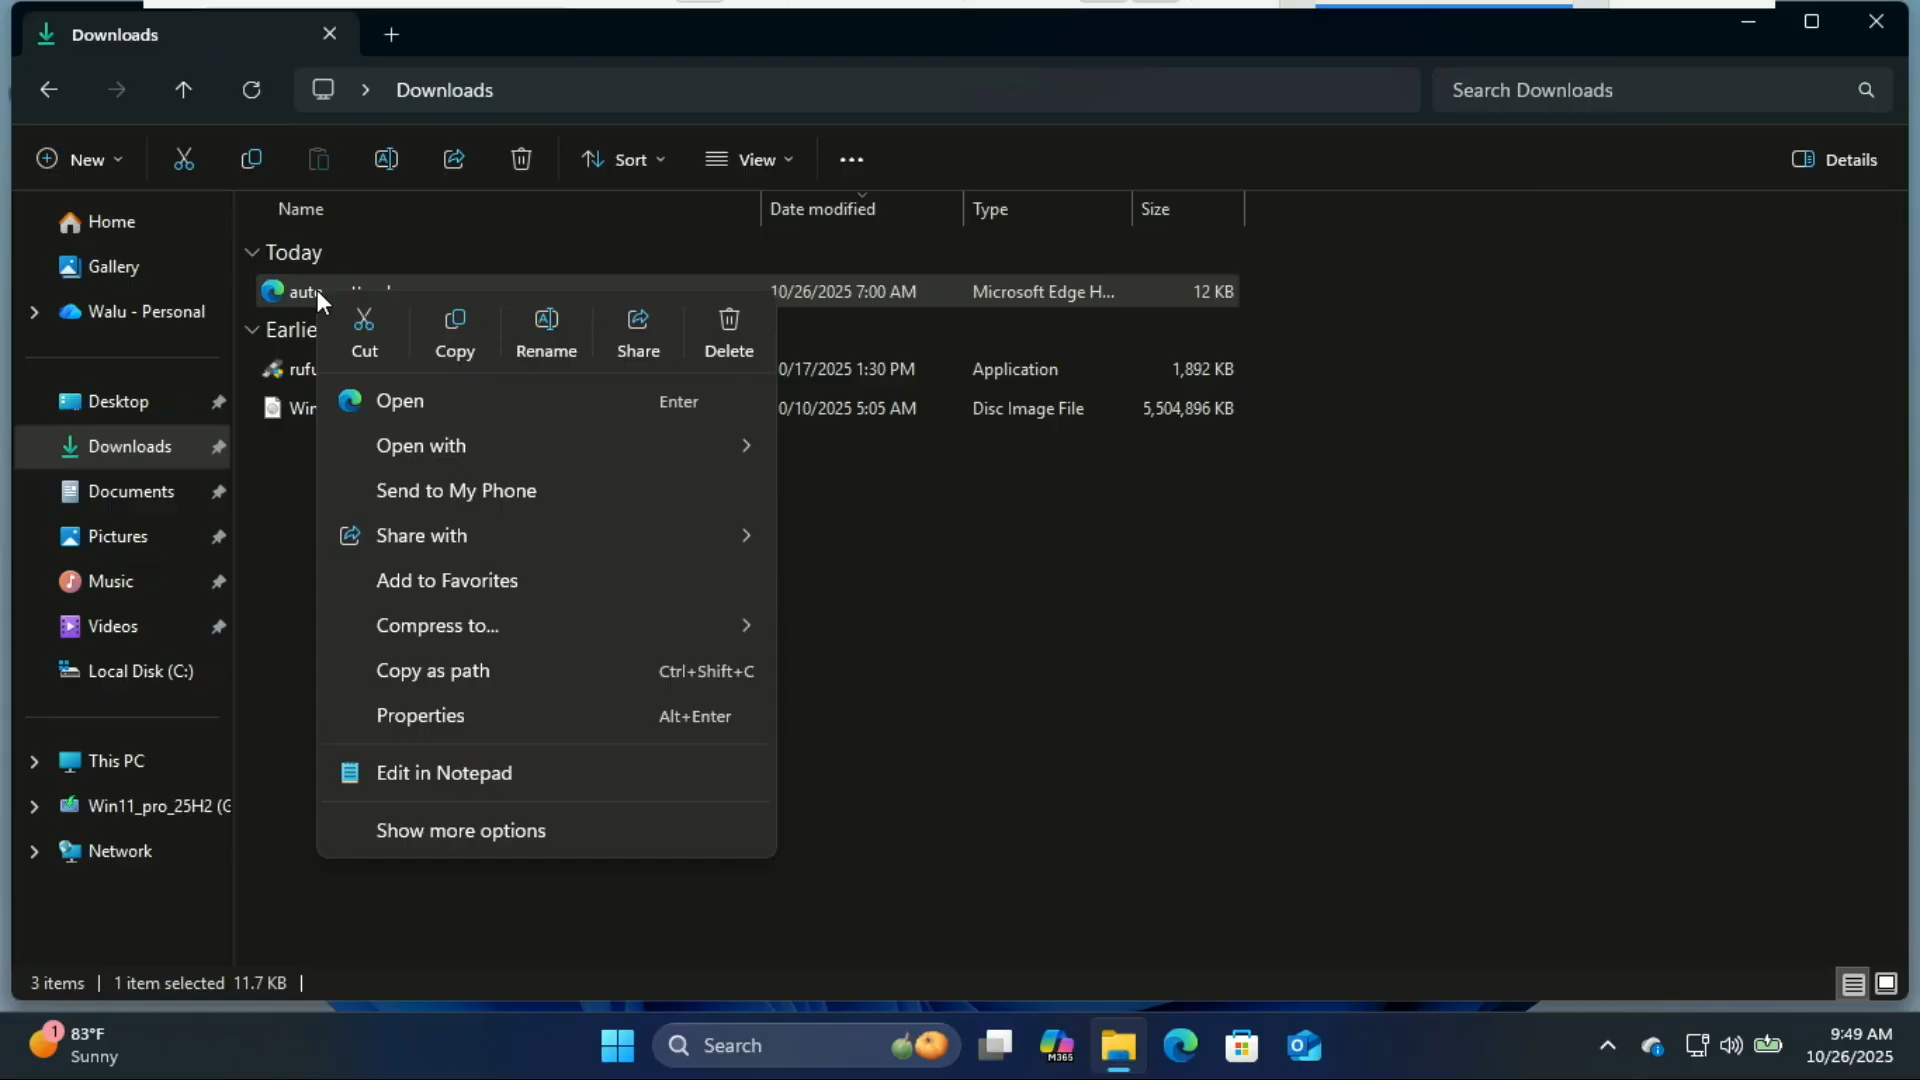 Downloads
Downloads
Search Downloads
New
Sort
View
Details
Name
Date modified
Type
Size
Home
Gallery
Walu - Personal
Desktop
Downloads
Documents
Pictures
Music
Videos
Local Disk (C:)
This PC
Win11_pro_25H2 (
Network
Today
10/26/2025 7:00 AM
Microsoft Edge H...
12 KB
Earlie
rufu
0/17/2025 1:30 PM
Application
1,892 KB
Win
0/10/2025 5:05 AM
Disc Image File
5,504,896 KB
Cut
Copy
Rename
Share
Delete
Open
Enter
Open with
Send to My Phone
Share with
Add to Favorites
Compress to...
Copy as path
Ctrl+Shift+C
Properties
Alt+Enter
Edit in Notepad
Show more options
3 items
1 item selected 11.7 KB
1
83°F
Sunny
Search
M365
9:49 AM
10/26/2025